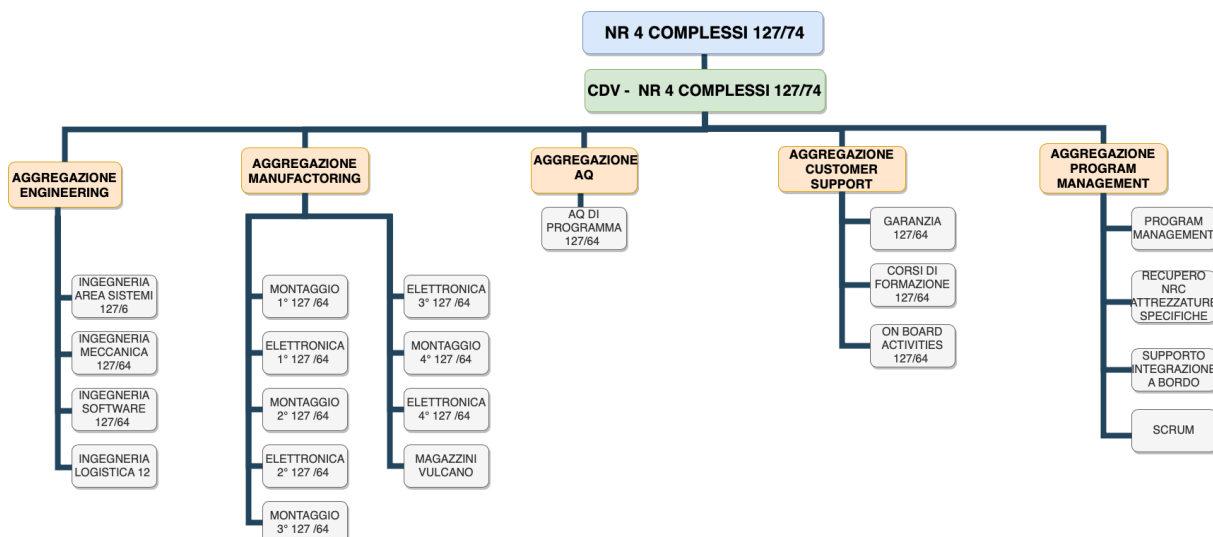 NR 4 COMPLESSI 127/74
CDV - NR 4 COMPLESSI 127/74
AGGREGAZIONE
ENGINEERING
INGEGNERIA
AREA SISTEMI
127/6
INGEGNERIA
MECCANICA
127/64
INGEGNERIA
SOFTWARE
127/64
INGEGNERIA
LOGISTICA 12
AGGREGAZIONE
MANUFACTORING
MONTAGGIO
1° 127 /64
ELETTRONICA
1° 127/64
MONTAGGIO
2° 127 /64
ELETTRONICA
2° 127/64
MONTAGGIO
3° 127 /64
ELETTRONICA
3° 127 /64
MONTAGGIO
4° 127 /64
ELETTRONICA
4° 127 /64
MAGAZZINI
VULCANO
AGGREGAZIONE
AQ
AQ DI
PROGRAMMA
127/64
AGGREGAZIONE
CUSTOMER
SUPPORT
GARANZIA
127/64
CORSI DI
FORMAZIONE
127/64
ON BOARD
ACTIVITIES
127/64
AGGREGAZIONE
PROGRAM
MANAGEMENT
PROGRAM
MANAGEMENT
RECUPERO
NRC
ATTREZZATURE
SPECIFICHE
SUPPORTO
INTEGRAZIONE
A BORDO
SCRUM